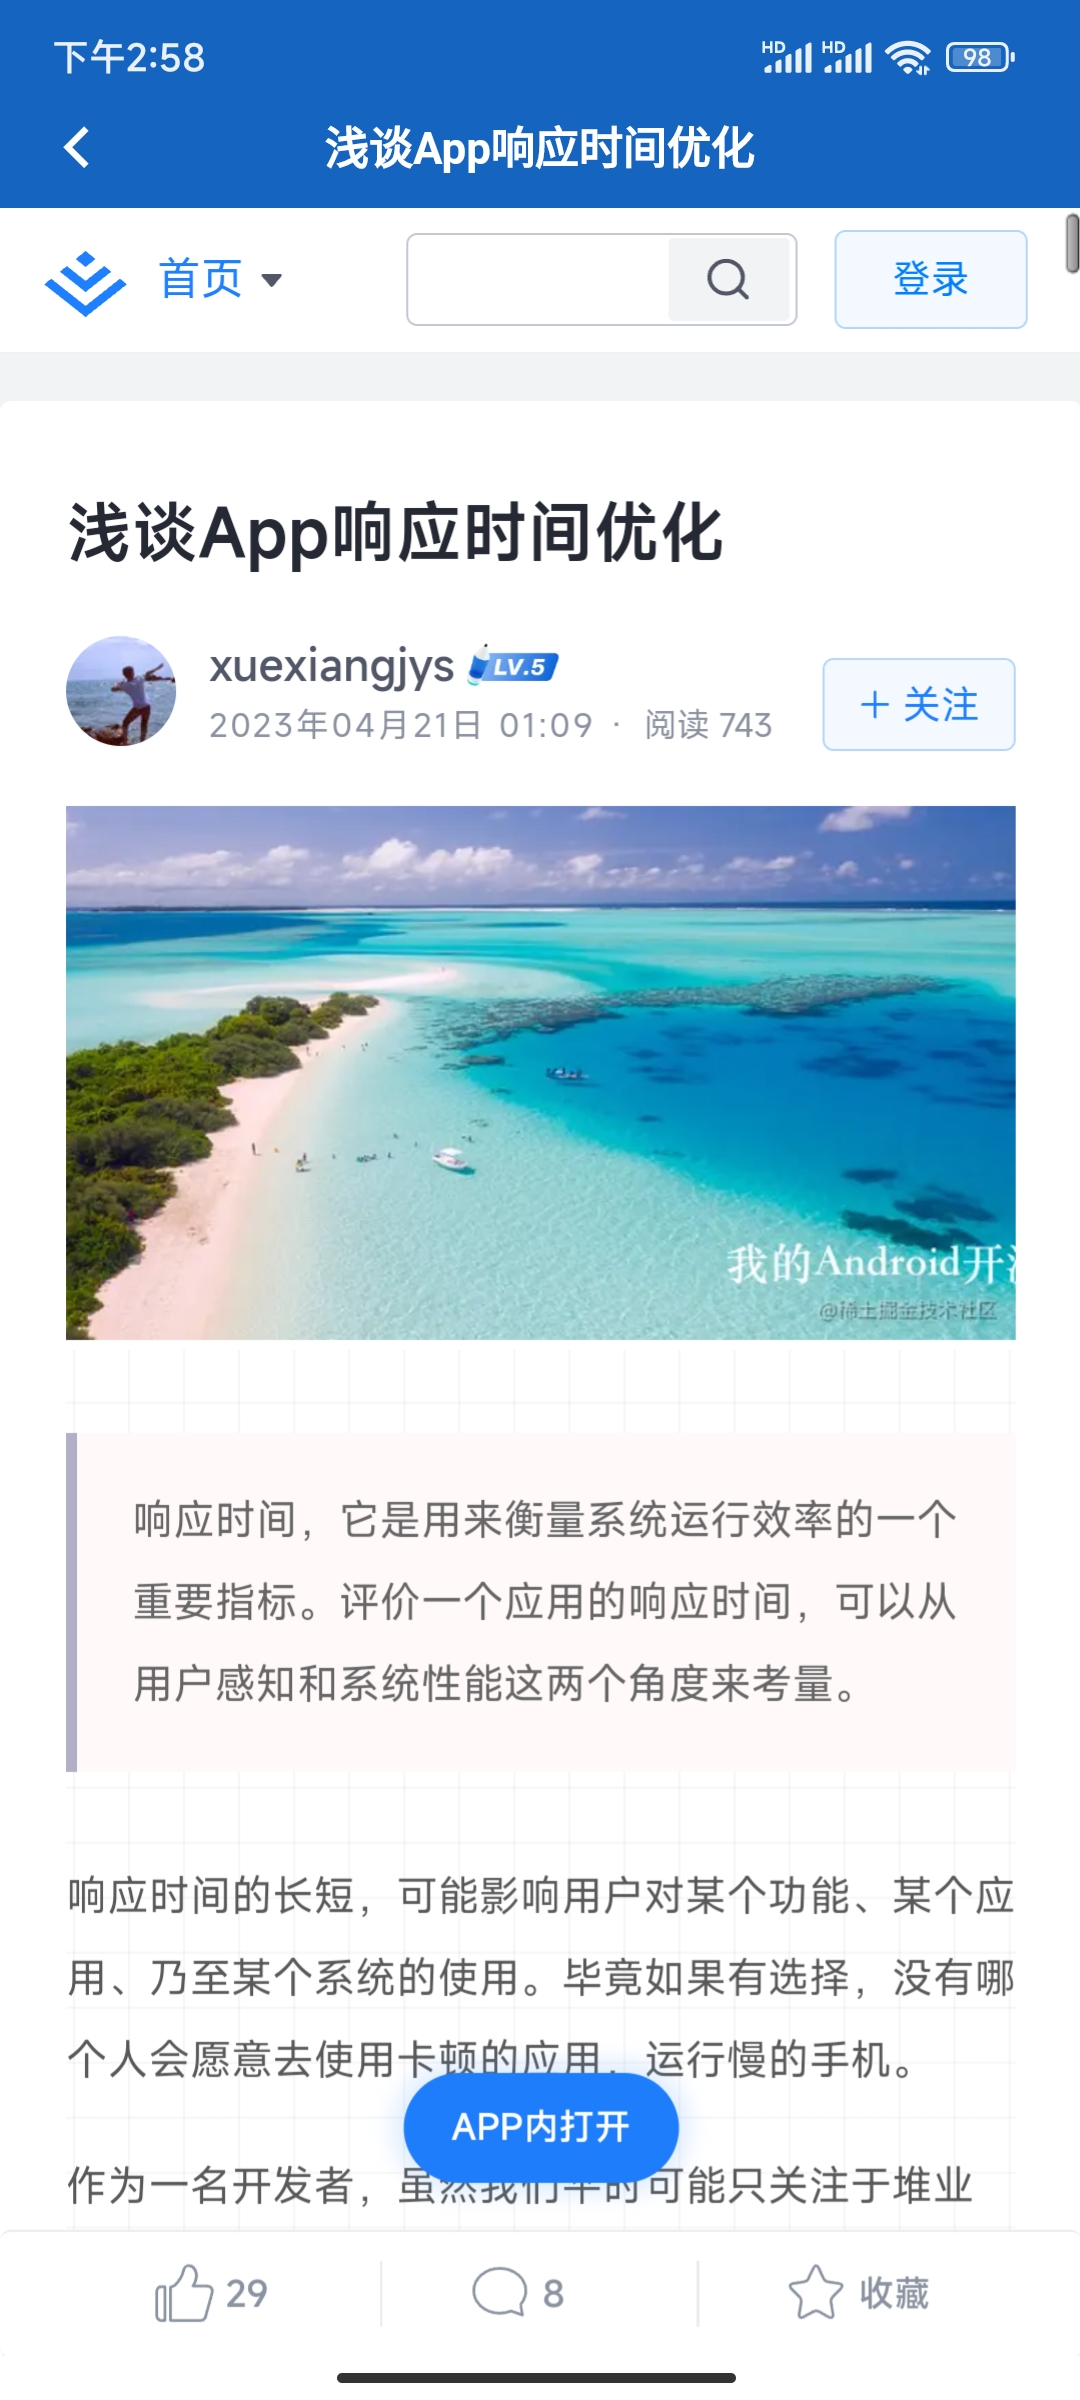 下午2:58
HD HD 98
浅谈App响应时间优化
首页
登录
浅谈App响应时间优化
xuexiangjys LV.5
2023年04月21日 01:09 · 阅读 743
+ 关注
我的Android开
@稀土掘金技术社区
响应时间，它是用来衡量系统运行效率的一个
重要指标。评价一个应用的响应时间，可以从
用户感知和系统性能这两个角度来考量。
响应时间的长短，可能影响用户对某个功能、某个应
用、乃至某个系统的使用。毕竟如果有选择，没有哪
个人会愿意去使用卡顿的应用、运行慢的手机。
APP内打开
作为一名开发者，虽然我们平时可能只关注于堆业
29
8
收藏